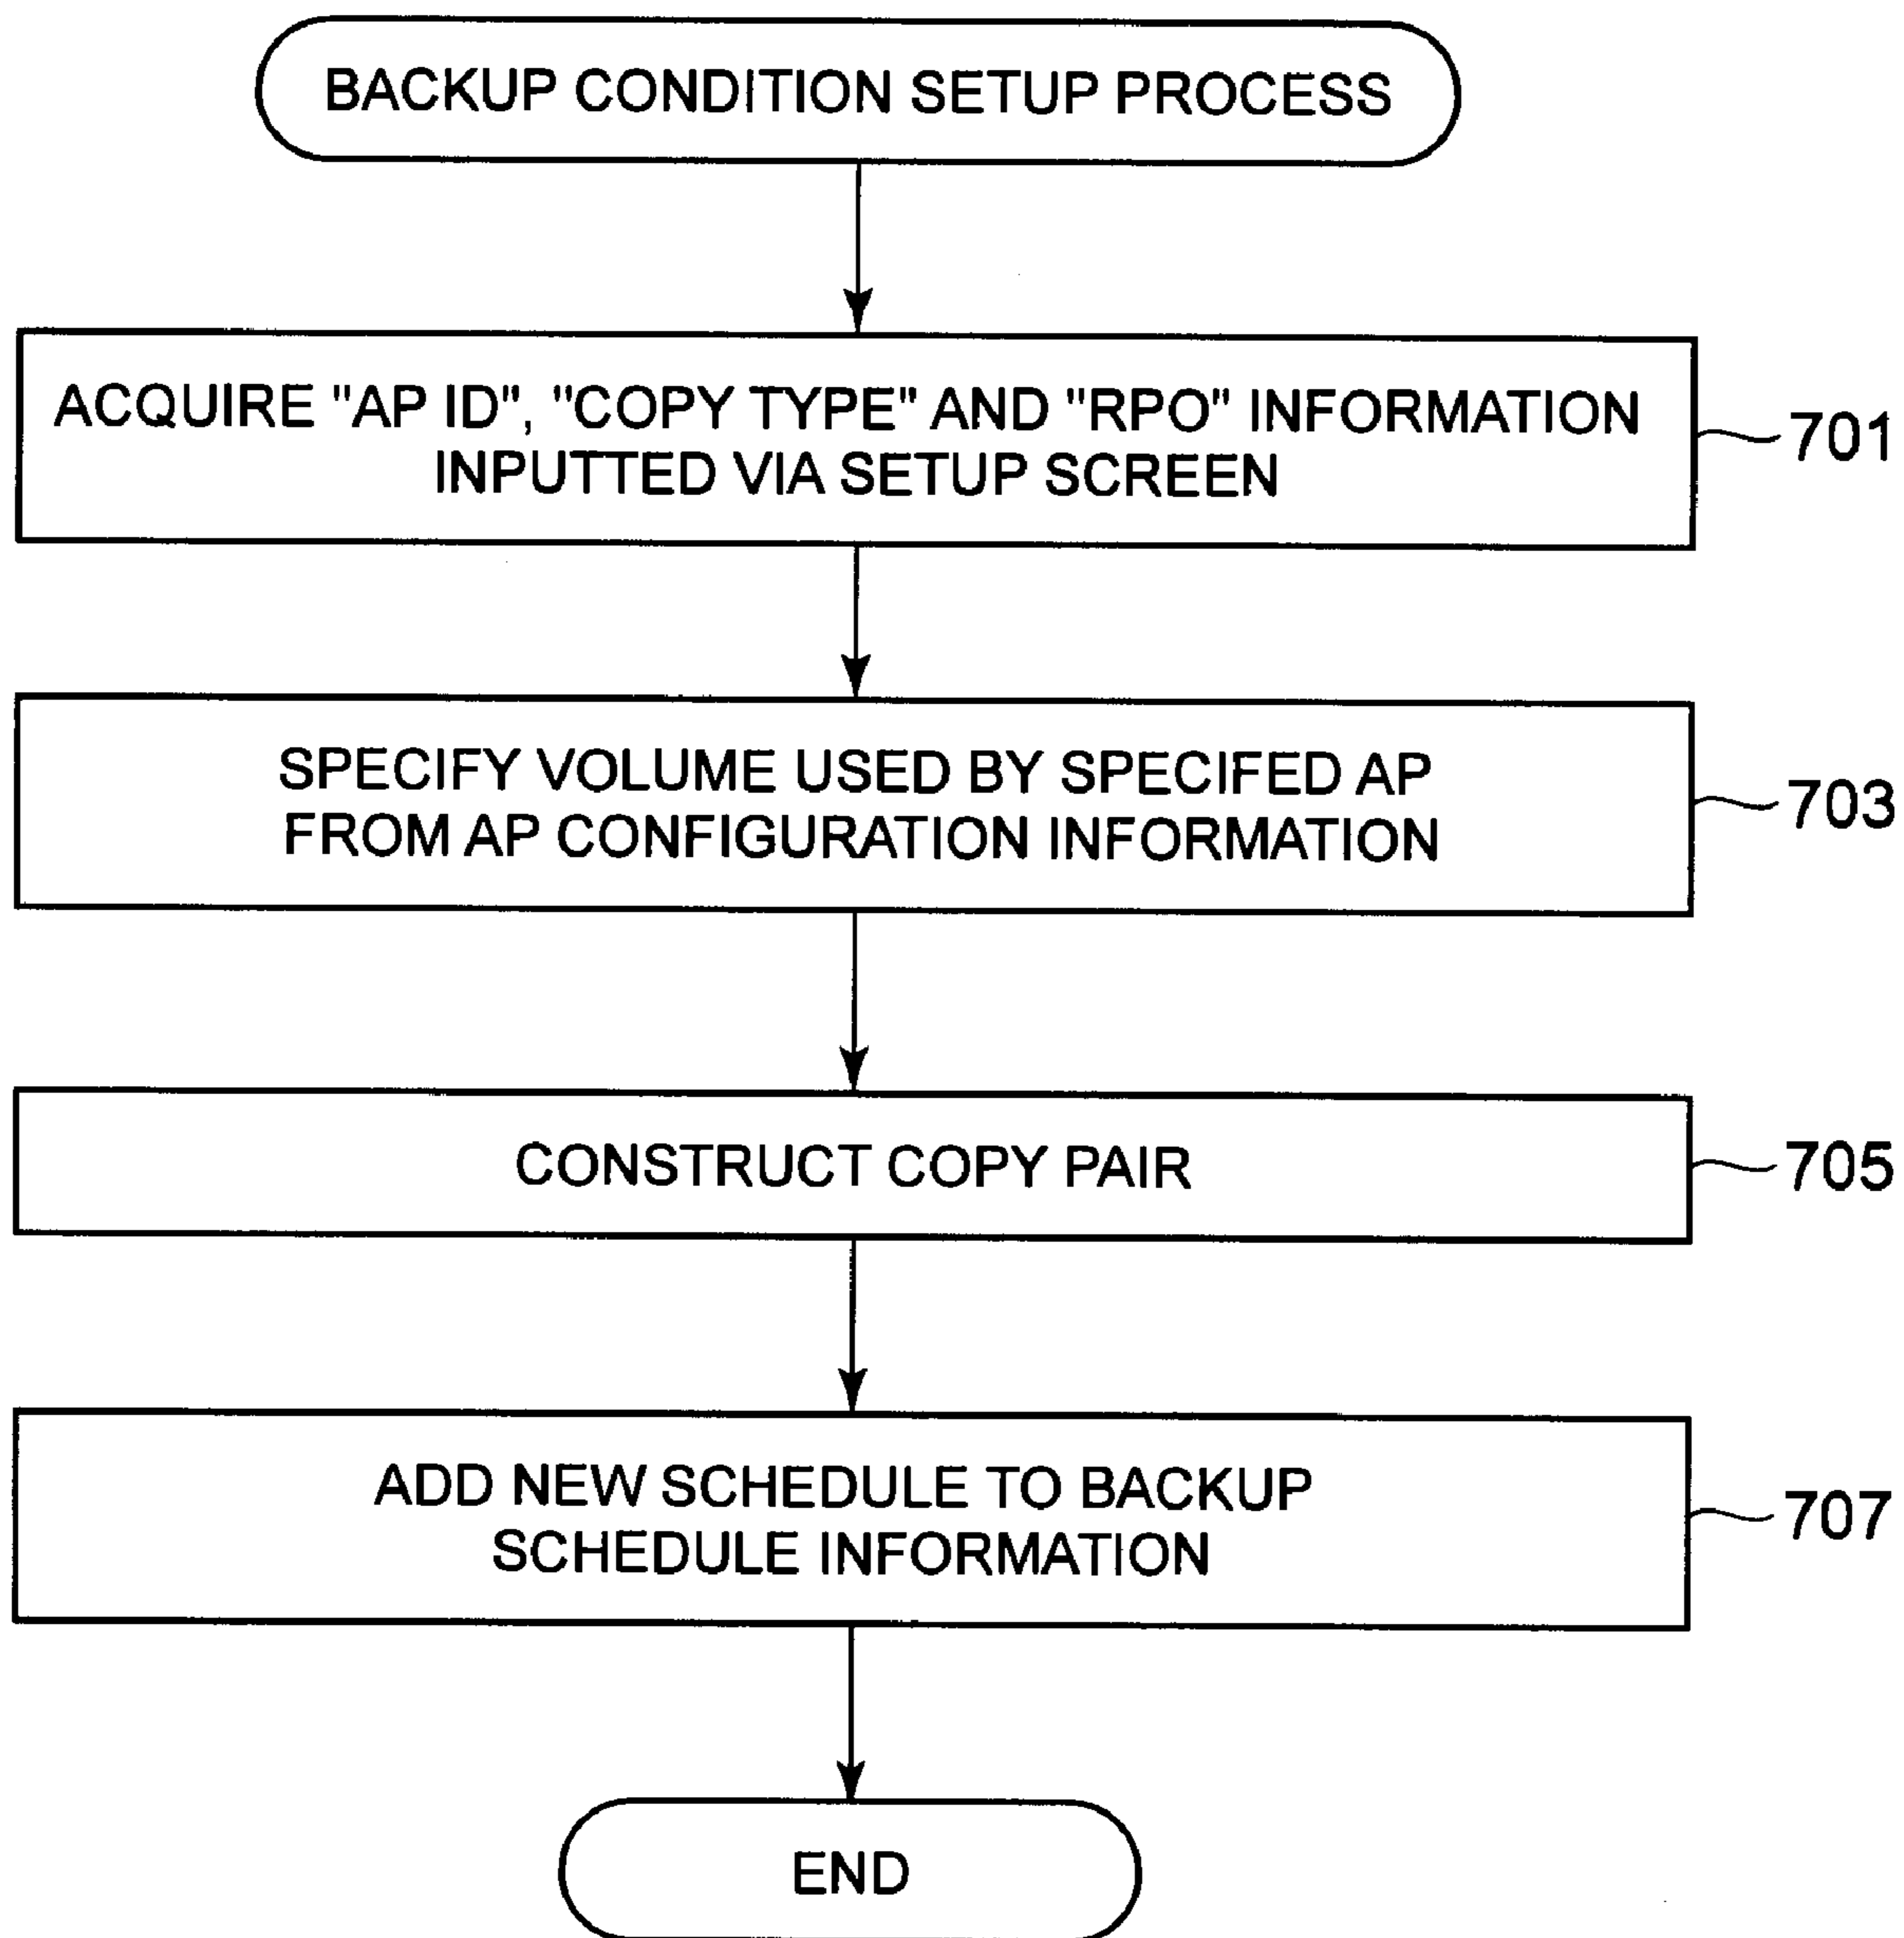 BACKUP CONDITION SETUP PROCESS
ACQUIRE "AP ID", "COPY TYPE" AND "RPO" INFORMATION
INPUTTED VIA SETUP SCREEN
701
SPECIFY VOLUME USED BY SPECIFED AP
FROM AP CONFIGURATION INFORMATION
703
CONSTRUCT COPY PAIR
705
ADD NEW SCHEDULE TO BACKUP
SCHEDULE INFORMATION
707
END